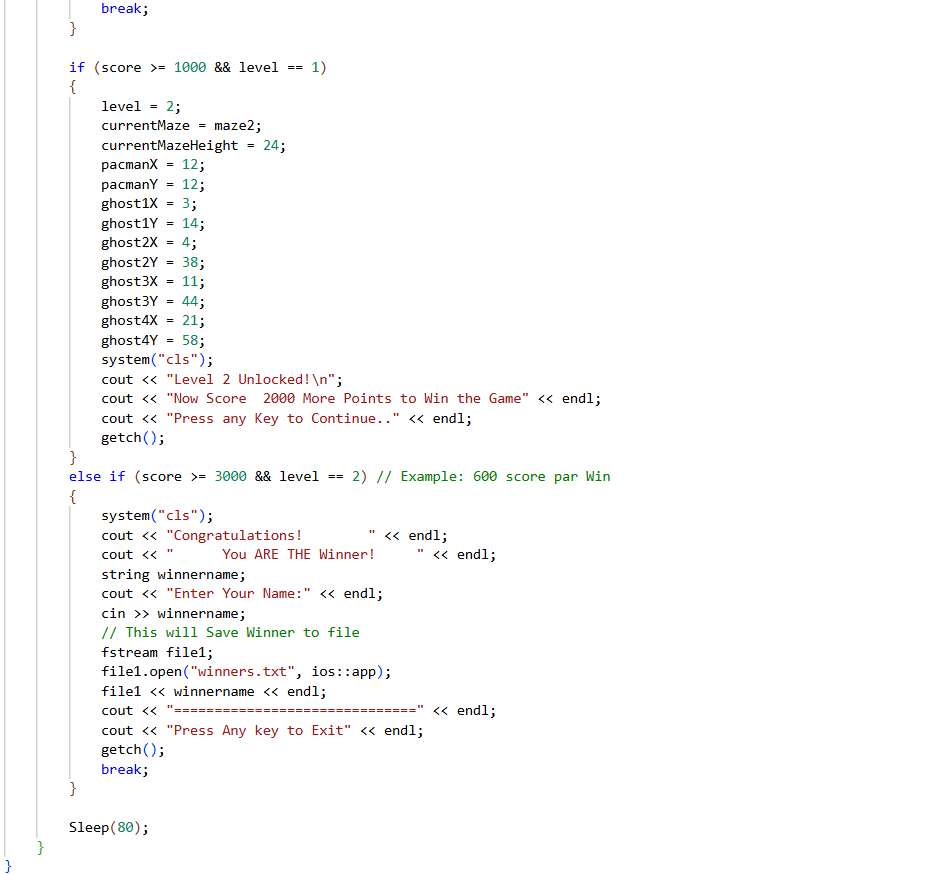 break;
}
if (score >= 1000 && level == 1)
{
level = 2;
currentMaze = maze2;
currentMazeHeight = 24;
pacmanX = 12;
pacmanY = 12;
ghost1X = 3;
ghost1Y = 14;
ghost2X = 4;
ghost2Y = 38;
ghost3X = 11;
ghost3Y = 44;
ghost4X = 21;
ghost4Y = 58;
system("cls");
cout << "Level 2 Unlocked!\n";
cout << "Now Score  2000 More Points to Win the Game" << endl;
cout << "Press any Key to Continue.." << endl;
getch();
}
else if (score >= 3000 && level == 2) // Example: 600 score par Win
{
system("cls");
cout << "Congratulations!        " << endl;
cout << "      You ARE THE Winner!     " << endl;
string winnername;
cout << "Enter Your Name:" << endl;
cin >> winnername;
// This will Save Winner to file
fstream file1;
file1.open("winners.txt", ios::app);
file1 << winnername << endl;
cout << "==============================" << endl;
cout << "Press Any key to Exit" << endl;
getch();
break;
}
Sleep(80);
}
}